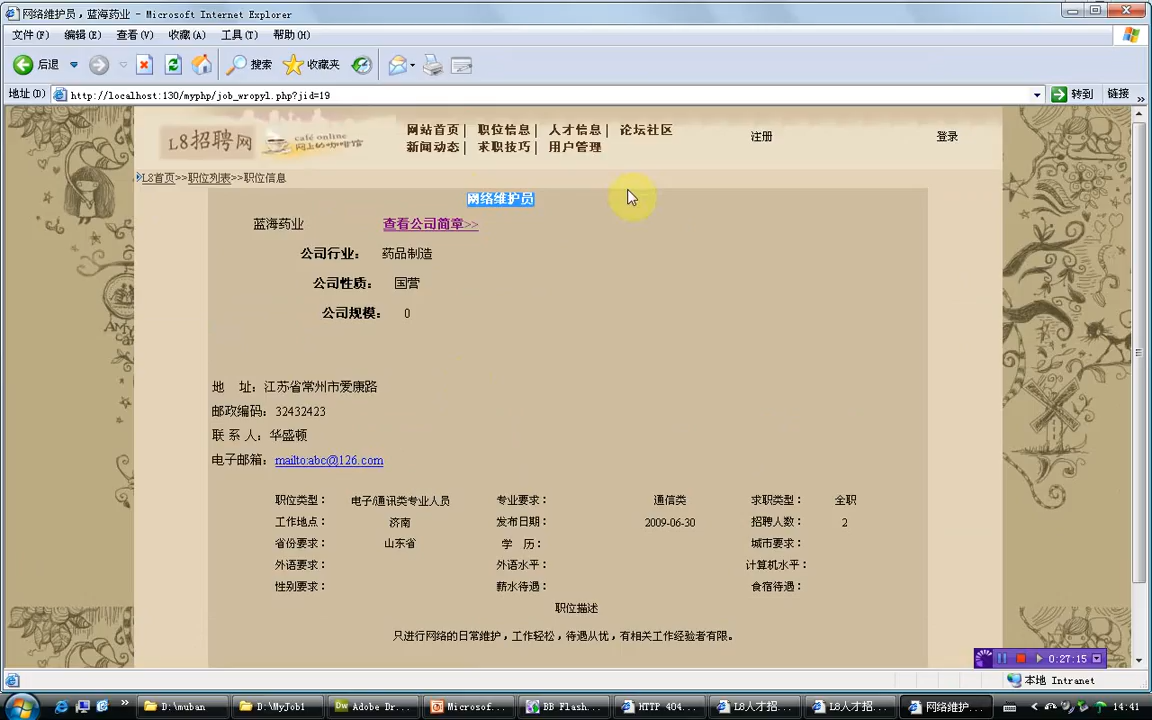 网络维护员，蓝海药业 - Microsoft Internet Explorer
文件(F) 编辑(E) 查看(V) 收藏(A) 工具(T) 帮助(H)
后退 搜索 收藏夹
地址(D) http://localhost:130/myphp/job_wropyl.php?jid=19 转到 链接 »
L8招聘网 café online 网上的咖啡馆
网站首页| 职位信息| 人才信息| 论坛社区
新闻动态| 求职技巧| 用户管理
注册 登录
L8首页>>职位列表>>职位信息
网络维护员
蓝海药业 查看公司简章>>
公司行业： 药品制造
公司性质： 国营
公司规模： 0
地 址：江苏省常州市爱康路
邮政编码：32432423
联 系 人：华盛顿
电子邮箱：mailto:abc@126.com
职位类型： 电子/通讯类专业人员 专业要求： 通信类 求职类型： 全职
工作地点： 济南 发布日期： 2009-06-30 招聘人数： 2
省份要求： 山东省 学 历： 城市要求：
外语要求： 外语水平： 计算机水平：
性别要求： 薪水待遇： 食宿待遇：
职位描述
只进行网络的日常维护，工作轻松，待遇从忧，有相关工作经验者有限。
0:27:15
本地 Intranet
» D:\muban D:\MyJob1 Adobe Dr... Microsof... BB Flash... HTTP 404... L8人才招... L8人才招... 网络维护... 14:41